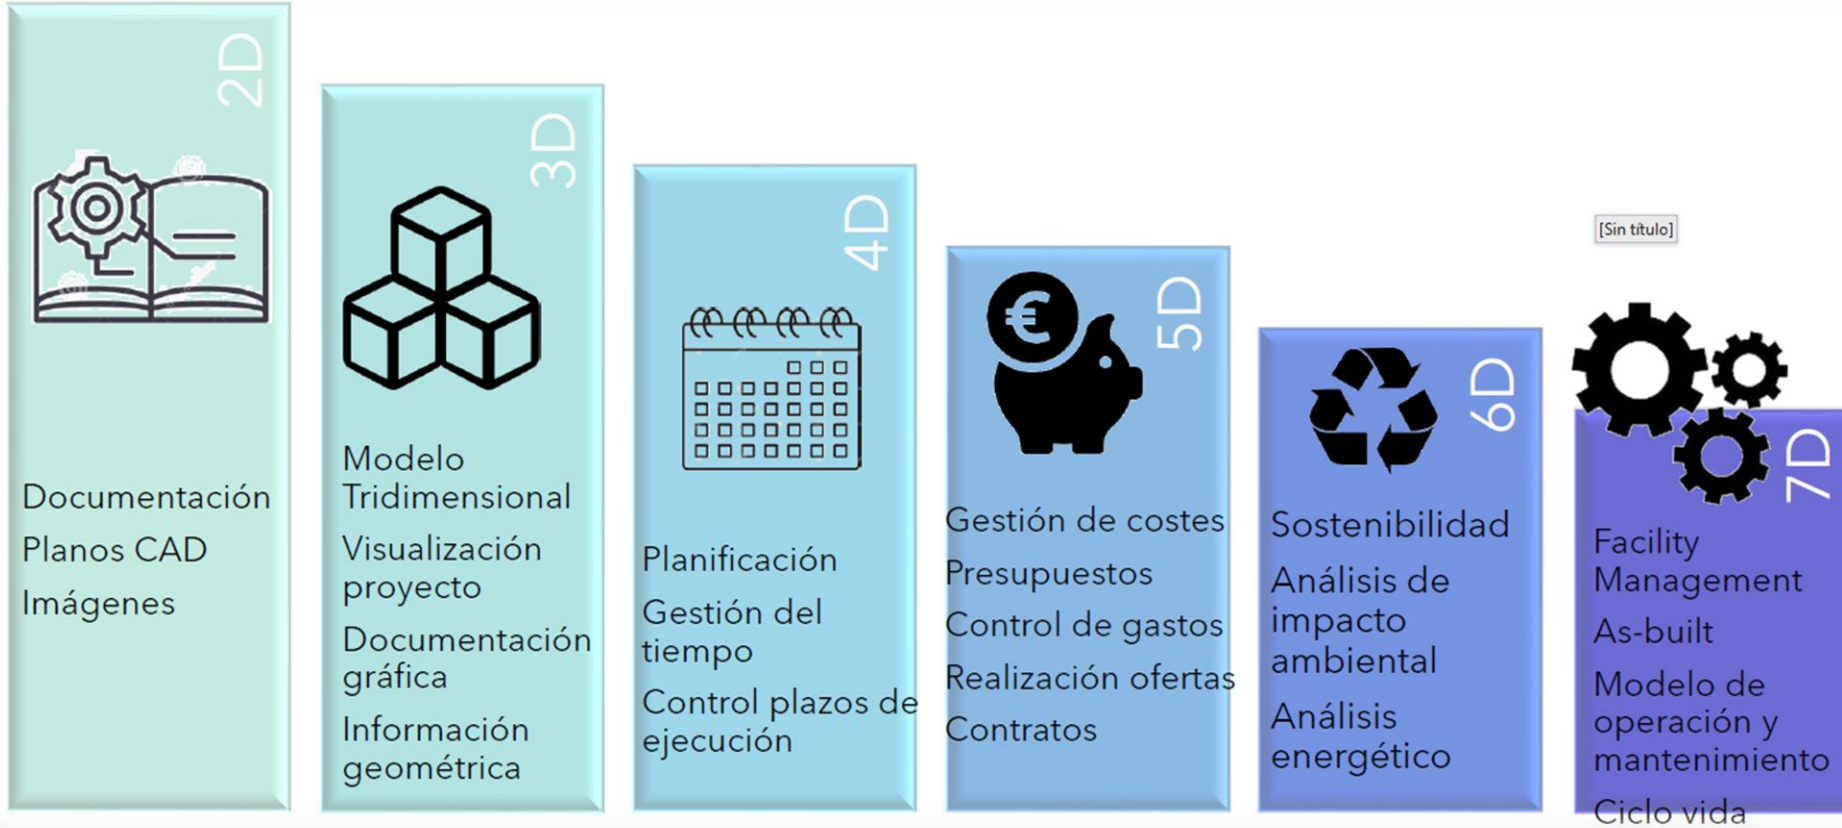 2D
Documentación
Planos CAD
Imágenes
3D
Modelo
Tridimensional
Visualización
proyecto
Documentación
gráfica
Información
geométrica
4D
Planificación
Gestión del
tiempo
Control plazos de
ejecución
5D
€
Gestión de costes
Presupuestos
Control de gastos
Realización ofertas
Contratos
6D
Sostenibilidad
Análisis de
impacto
ambiental
Análisis
energético
[Sin título]
7D
Facility
Management
As-built
Modelo de
operación y
mantenimiento
Ciclo vida